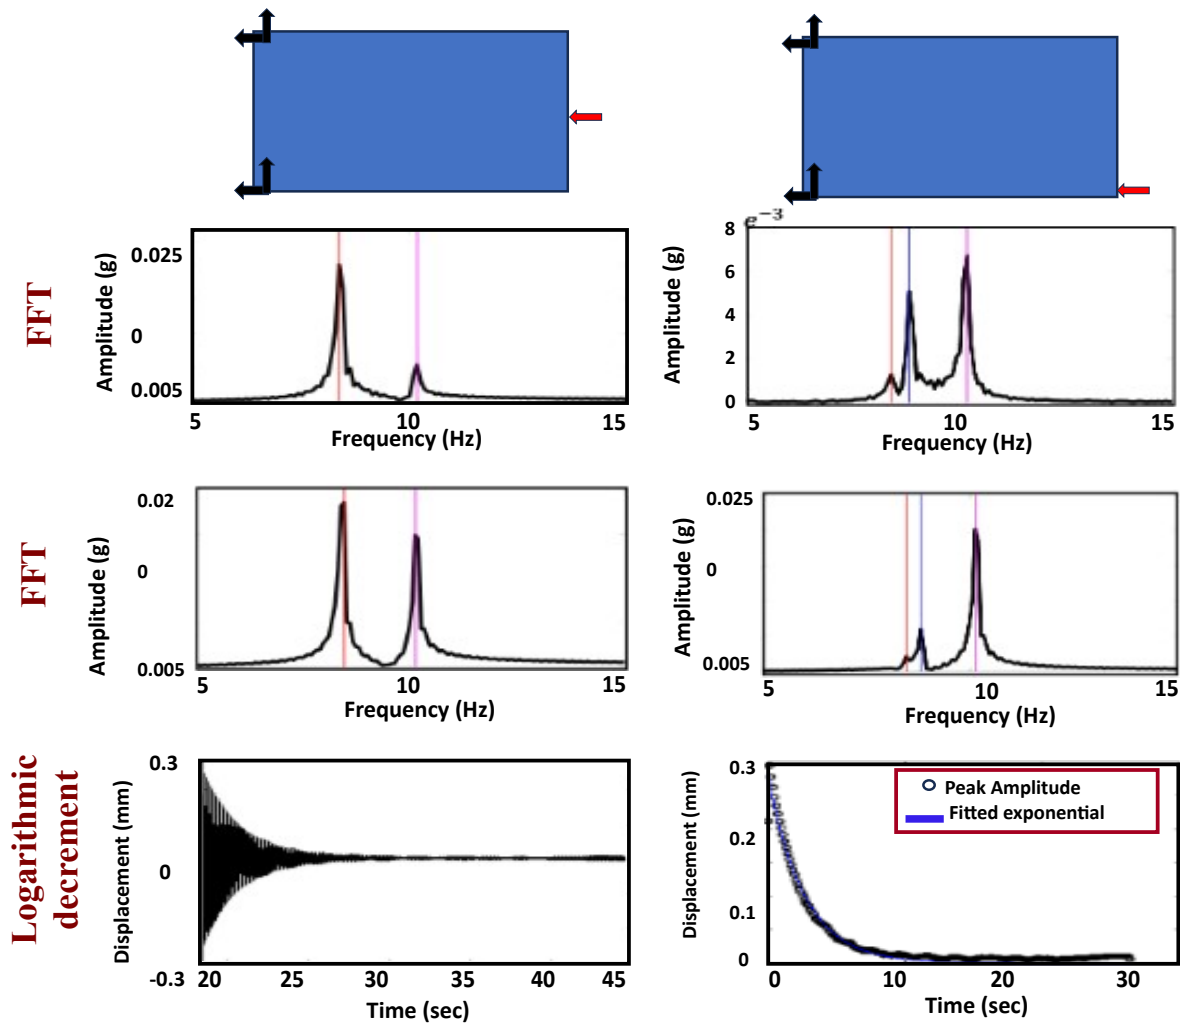 FFT
Amplitude (g)
0.025
0
0.005
5
10
15
Frequency (Hz)
e⁻³
Amplitude (g)
8
6
4
2
0
5
10
15
Frequency (Hz)
FFT
Amplitude (g)
0.02
0
0.005
5
10
15
Frequency (Hz)
Amplitude (g)
0.025
0
0.005
5
10
15
Frequency (Hz)
Logarithmic
decrement
Displacement (mm)
0.3
0
-0.3
20
25
30
35
40
45
Time (sec)
Displacement (mm)
0.3
0.2
0.1
0
Peak Amplitude
Fitted exponential
0
10
20
30
Time (sec)